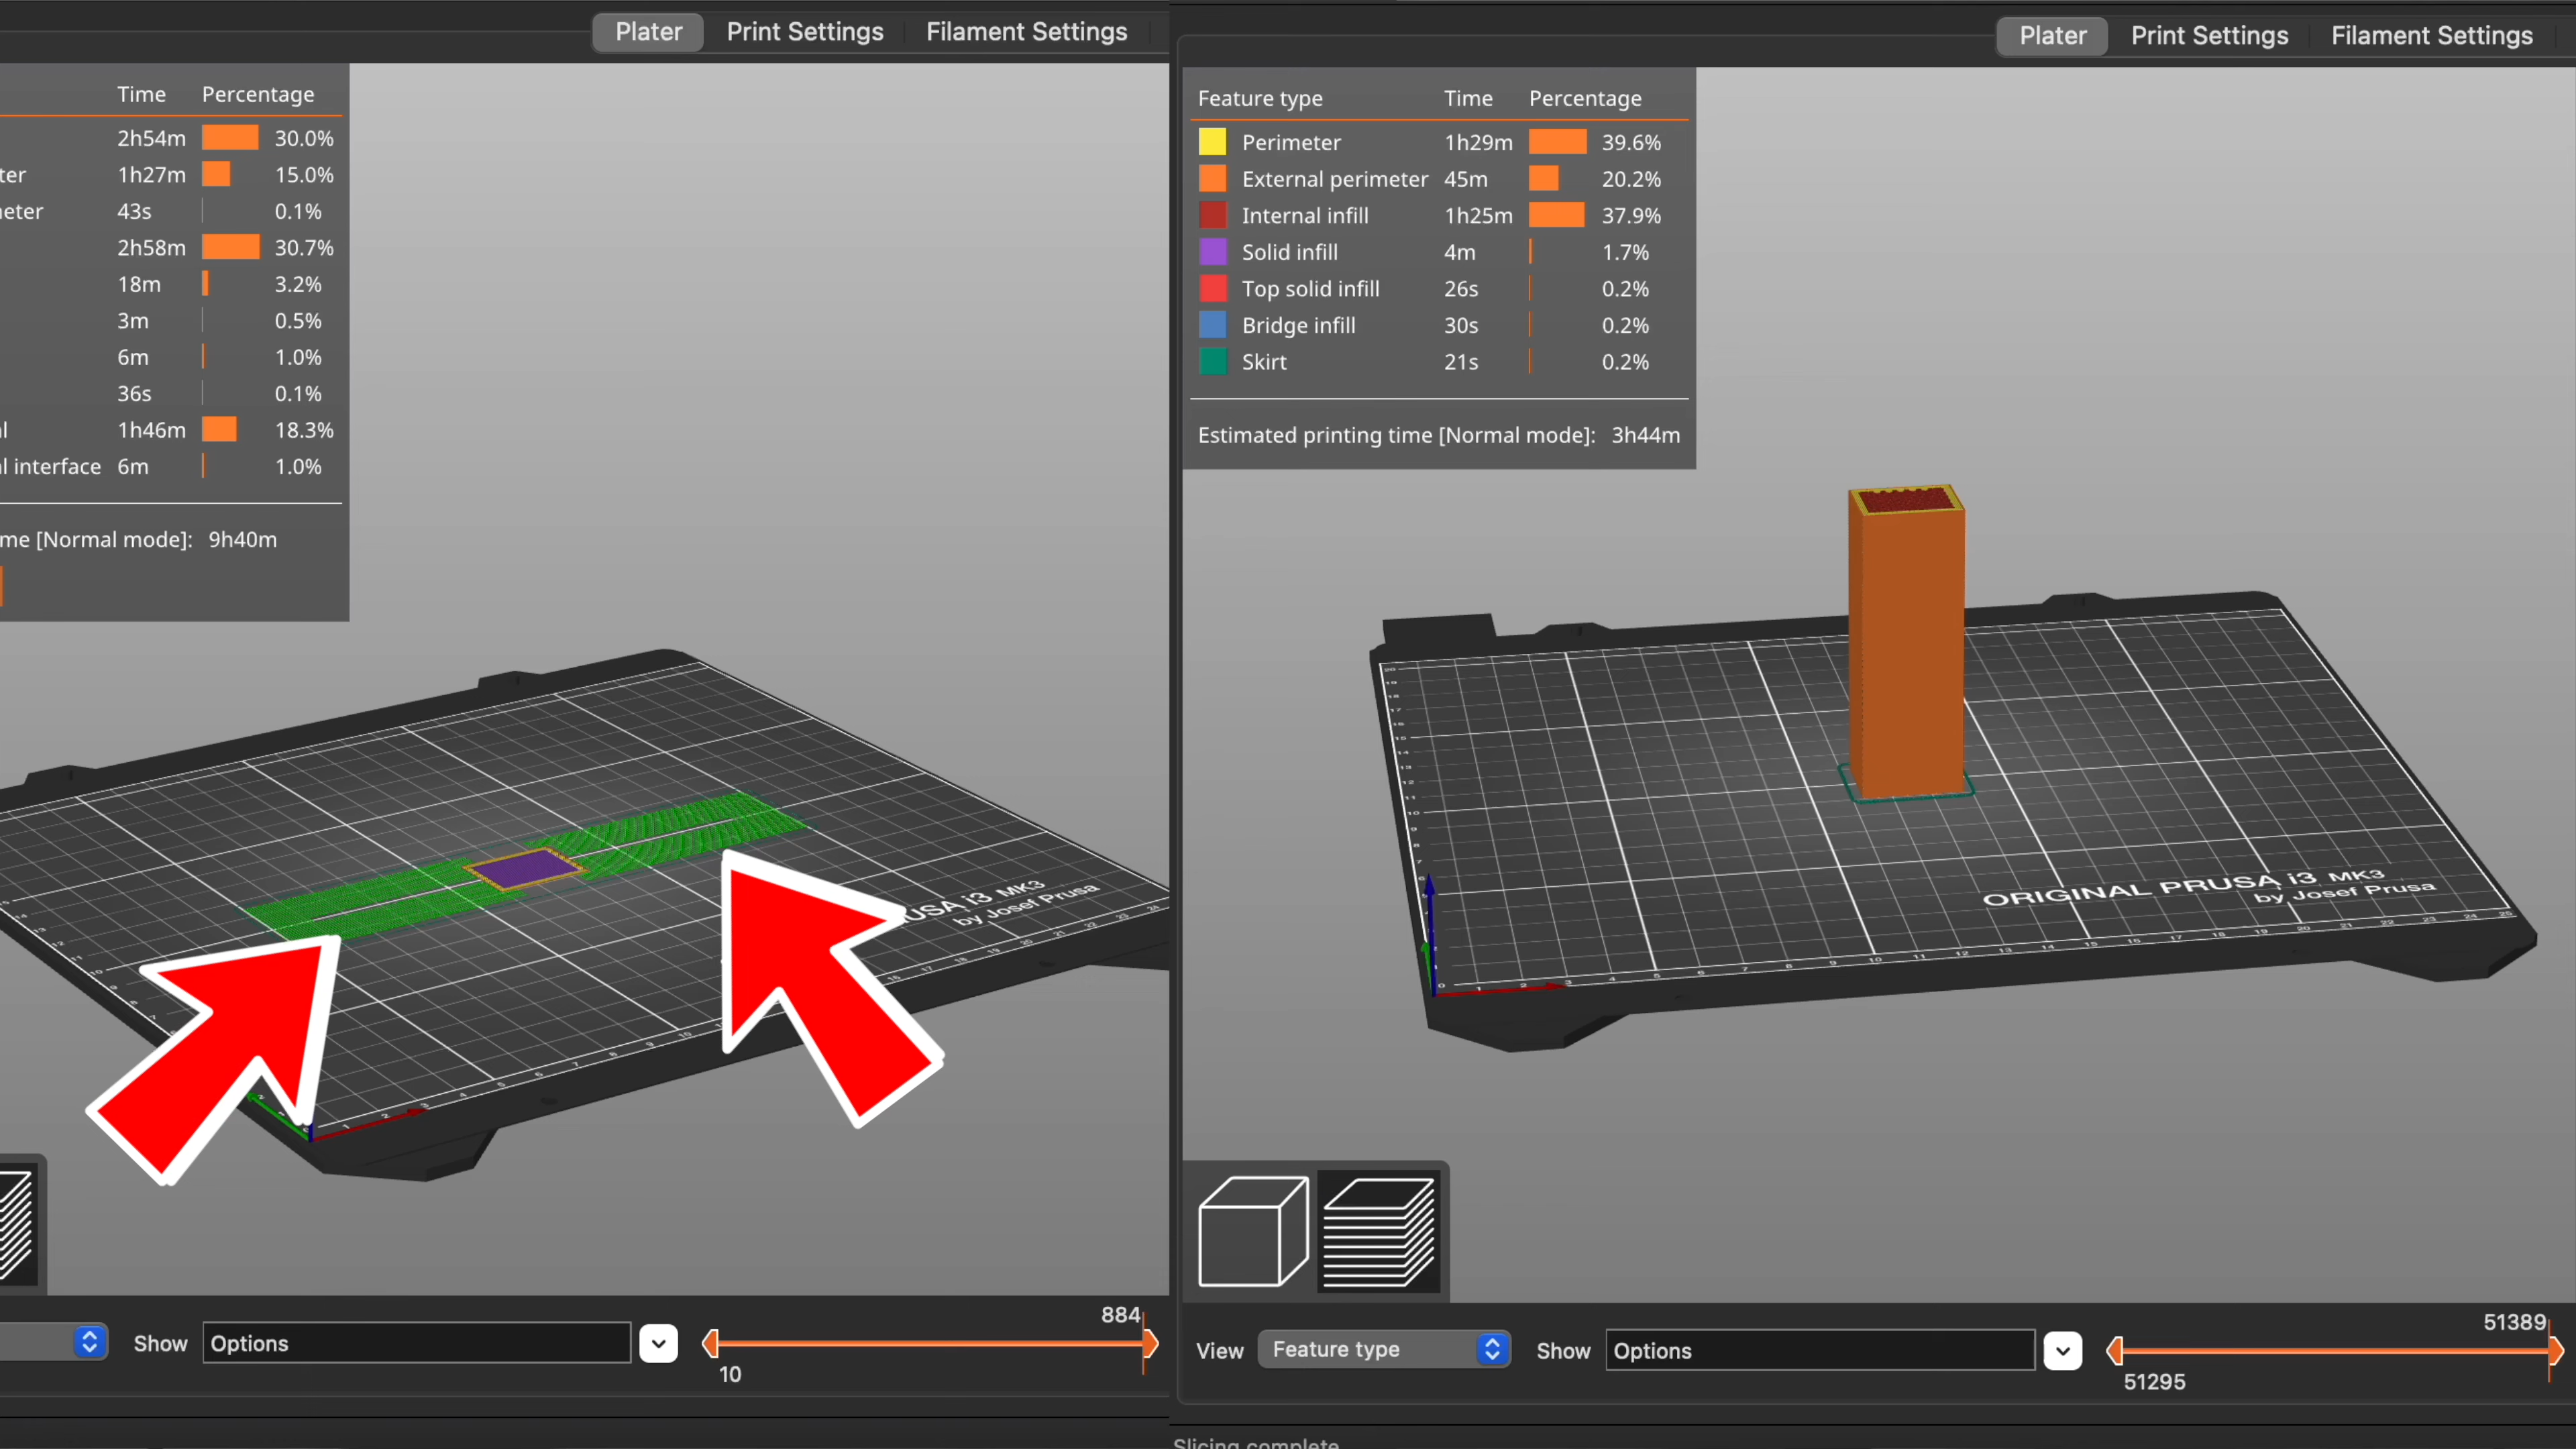 Plater Print Settings Filament Settings
Time Percentage
2h54m 30.0%
ter 1h27m 15.0%
eter 43s 0.1%
2h58m 30.7%
18m 3.2%
3m 0.5%
6m 1.0%
36s 0.1%
l 1h46m 18.3%
l interface 6m 1.0%
me [Normal mode]: 9h40m
USA i3 MK3
by Josef Prusa
Show Options
884
10
Plater Print Settings Filament Settings
Feature type Time Percentage
Perimeter 1h29m 39.6%
External perimeter 45m 20.2%
Internal infill 1h25m 37.9%
Solid infill 4m 1.7%
Top solid infill 26s 0.2%
Bridge infill 30s 0.2%
Skirt 21s 0.2%
Estimated printing time [Normal mode]: 3h44m
ORIGINAL PRUSA i3 MK3
by Josef Prusa
View Feature type Show Options
51389
51295
Slicing complete